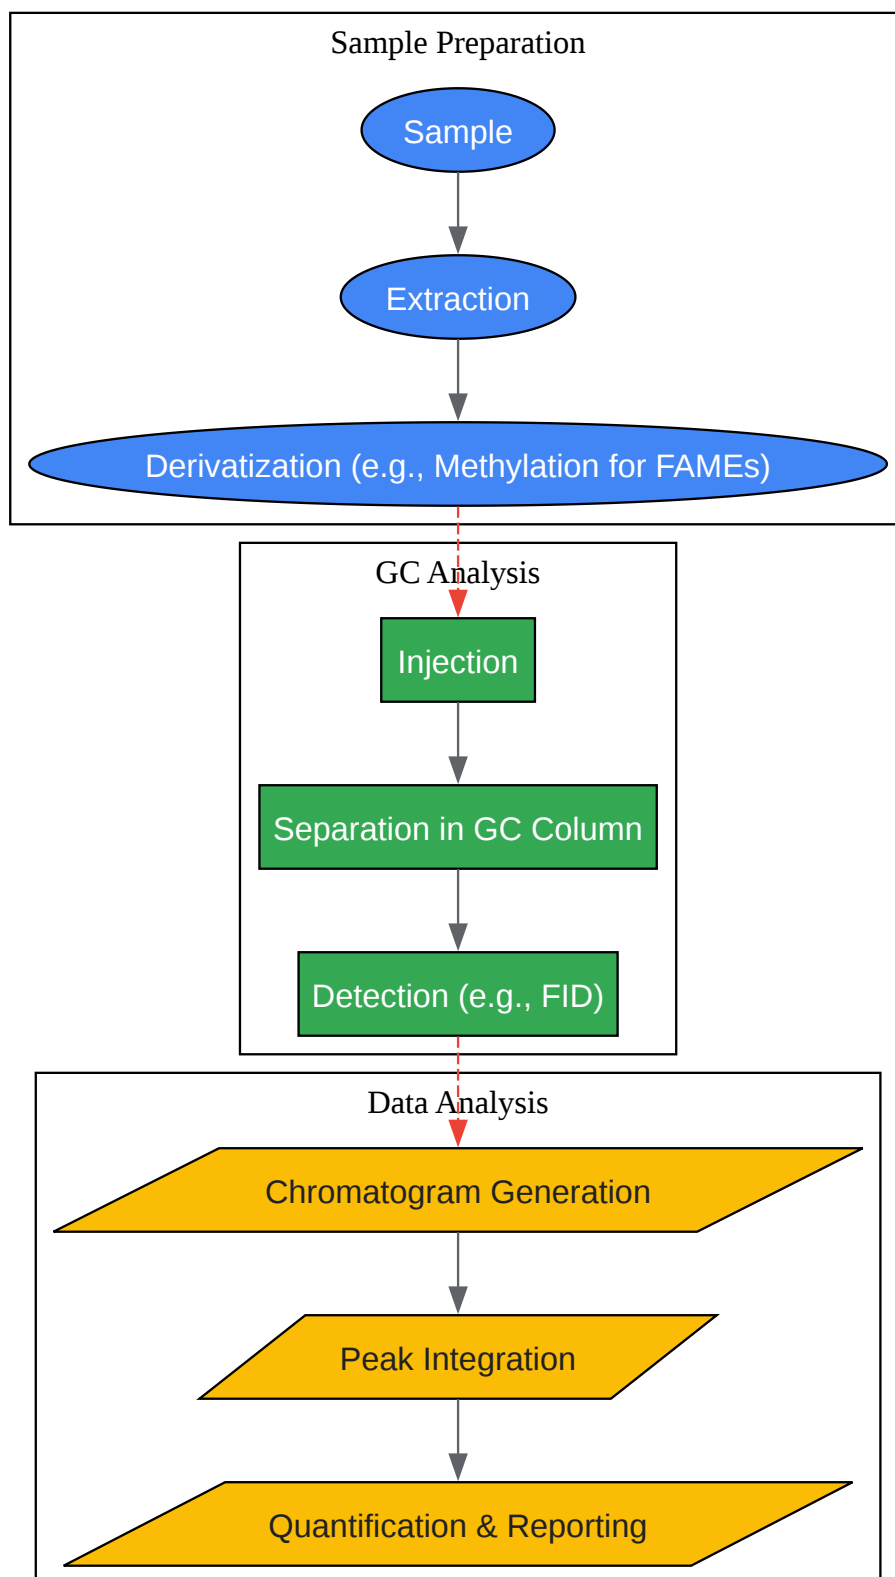 Sample Preparation
Sample
Extraction
Derivatization (e.g., Methylation for FAMEs)
GC Analysis
Injection
Separation in GC Column
Detection (e.g., FID)
Data Analysis
Chromatogram Generation
Peak Integration
Quantification & Reporting